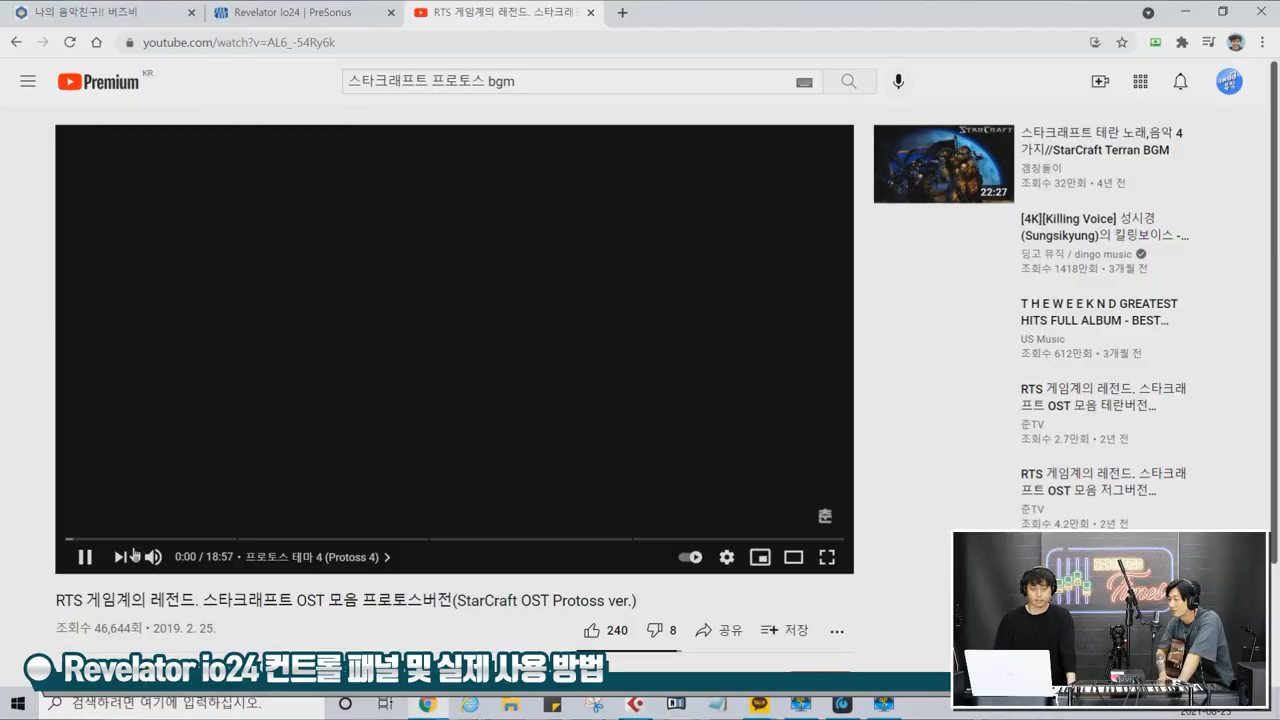 나의 음악친구!! 버즈비
Revelator io24 | PreSonus
RTS 게임계의 레전드. 스타크래
youtube.com/watch?v=AL6_-54Ry6k
Premium KR
스타크래프트 프로토스 bgm
STARCRAFT
22:27
스타크래프트 테란 노래,음악 4
가지//StarCraft Terran BGM
겜창돌이
조회수 32만회 • 4년 전
[4K][Killing Voice] 성시경
(Sungsikyung)의 킬링보이스 -...
딩고 뮤직 / dingo music
조회수 1418만회 • 3개월 전
T H E W E E K N D GREATEST
HITS FULL ALBUM - BEST...
US Music
조회수 612만회 • 3개월 전
RTS 게임계의 레전드. 스타크래
프트 OST 모음 테란버전...
준TV
조회수 2.7만회 • 2년 전
RTS 게임계의 레전드. 스타크래
프트 OST 모음 저그버전...
준TV
조회수 4.2만회 • 2년 전
0:00 / 18:57 • 프로토스 테마 4 (Protoss 4)
RTS 게임계의 레전드. 스타크래프트 OST 모음 프로토스버전(StarCraft OST Protoss ver.)
조회수 46,644회 • 2019. 2. 25.
240
8
공유
저장
Tunes
Revelator io24 컨트롤 패널 및 실제 사용 방법
검색하려면 여기에 입력하십시오.
TALK